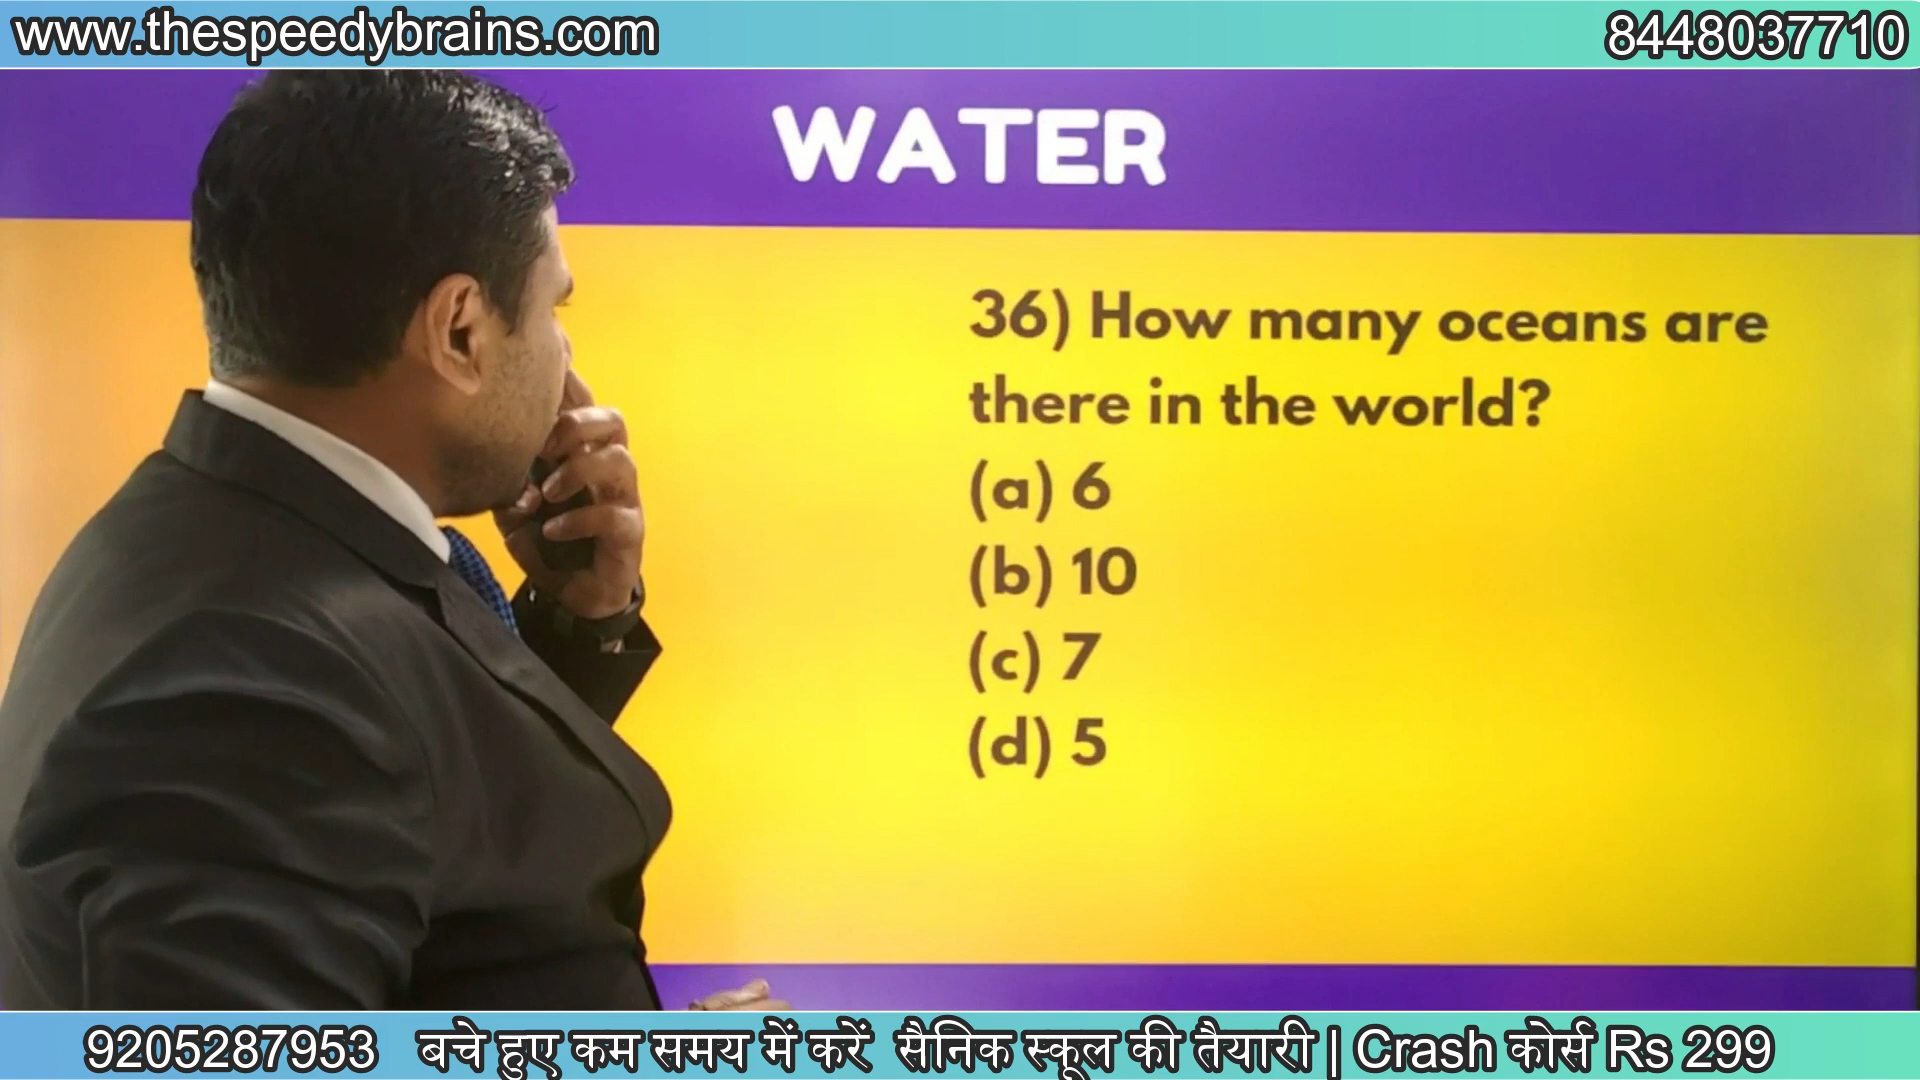 www.thespeedybrains.com
8448037710
WATER
36) How many oceans are
there in the world?
(a) 6
(b) 10
(c) 7
(d) 5
9205287953 बचे हुए कम समय में करें सैनिक स्कूल की तैयारी | Crash कोर्स Rs 299